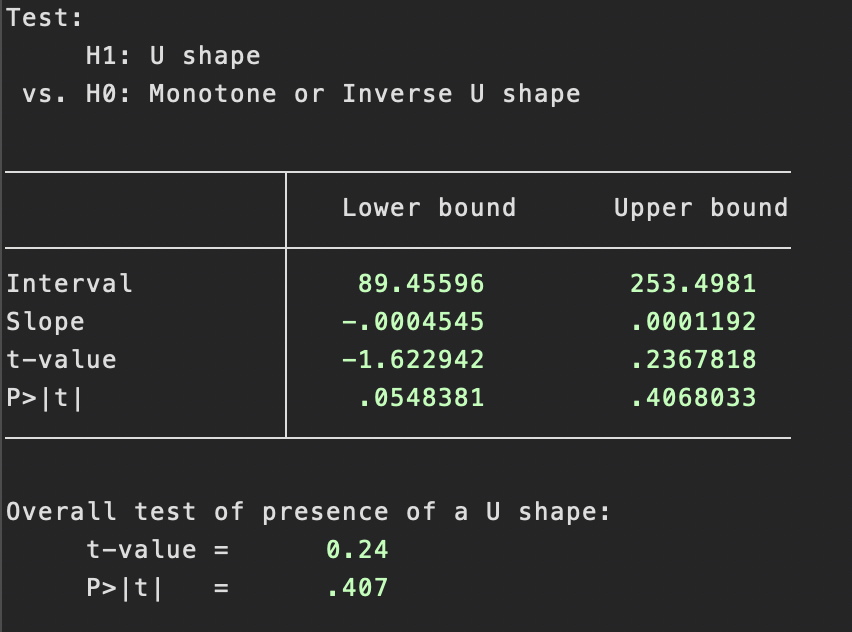 Test:
H1: U shape
vs. H0: Monotone or Inverse U shape
Lower bound Upper bound
Interval 89.45596 253.4981
Slope -.0004545 .0001192
t-value -1.622942 .2367818
P>|t| .0548381 .4068033
Overall test of presence of a U shape:
t-value = 0.24
P>|t| = .407